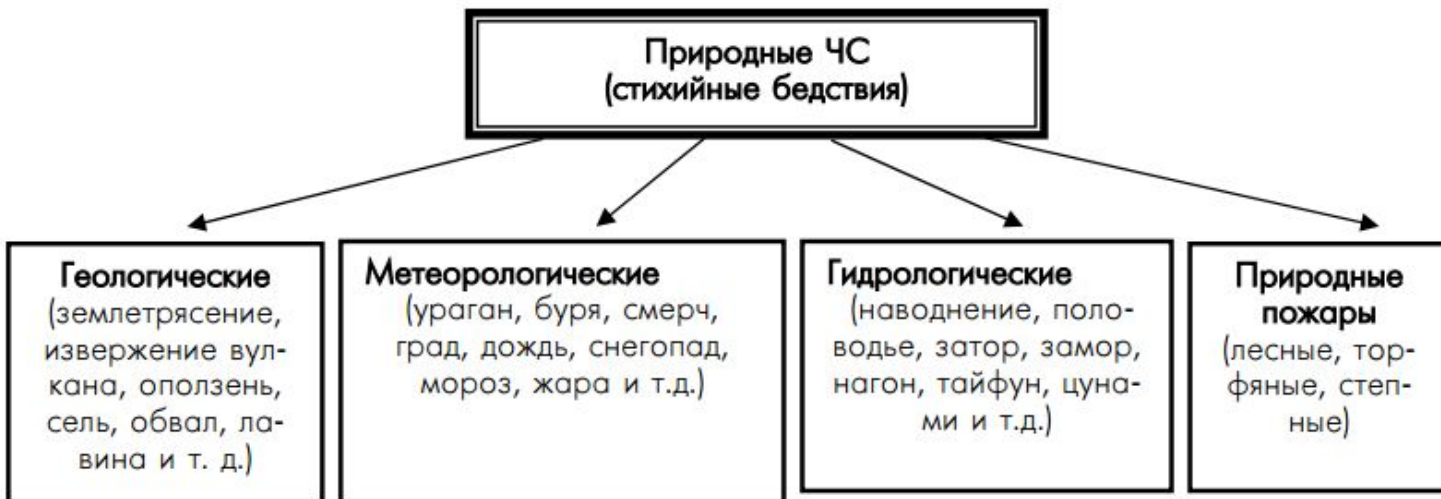 Природные ЧС
(стихийные бедствия)
Геологические
(землетрясение,
извержение вул-
кана, оползень,
сель, обвал, ла-
вина и т. д.)
Метеорологические
(ураган, буря, смерч,
град, дождь, снегопад,
мороз, жара и т.д.)
Гидрологические
(наводнение, поло-
водье, затор, замор,
нагон, тайфун, цуна-
ми и т.д.)
Природные
пожары
(лесные, тор-
фяные, степ-
ные)